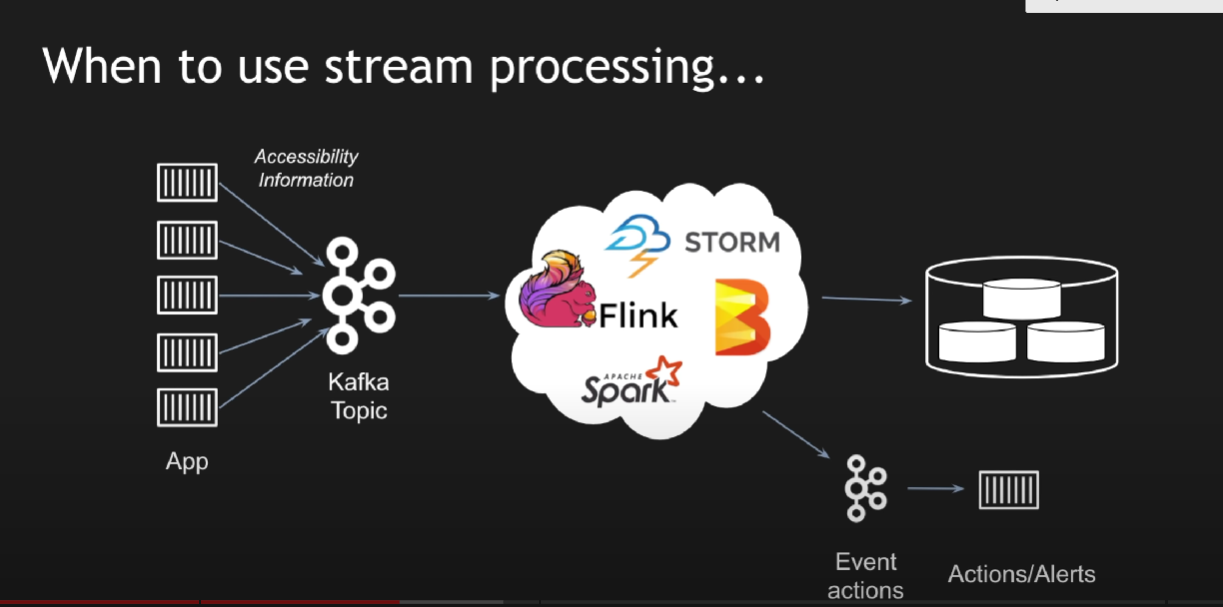 When to use stream processing...
Accessibility
Information
STORM
Flink
APACHE
Spark
Kafka
Topic
App
Event
actions
Actions/Alerts